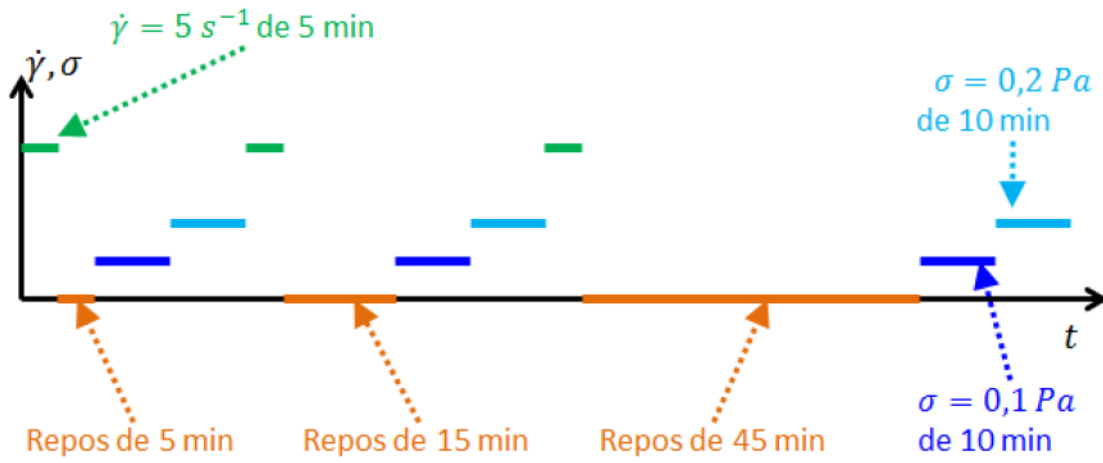 γ̇ = 5 s⁻¹ de 5 min
γ̇, σ
σ = 0,2 Pa
de 10 min
t
Repos de 5 min
Repos de 15 min
Repos de 45 min
σ = 0,1 Pa
de 10 min